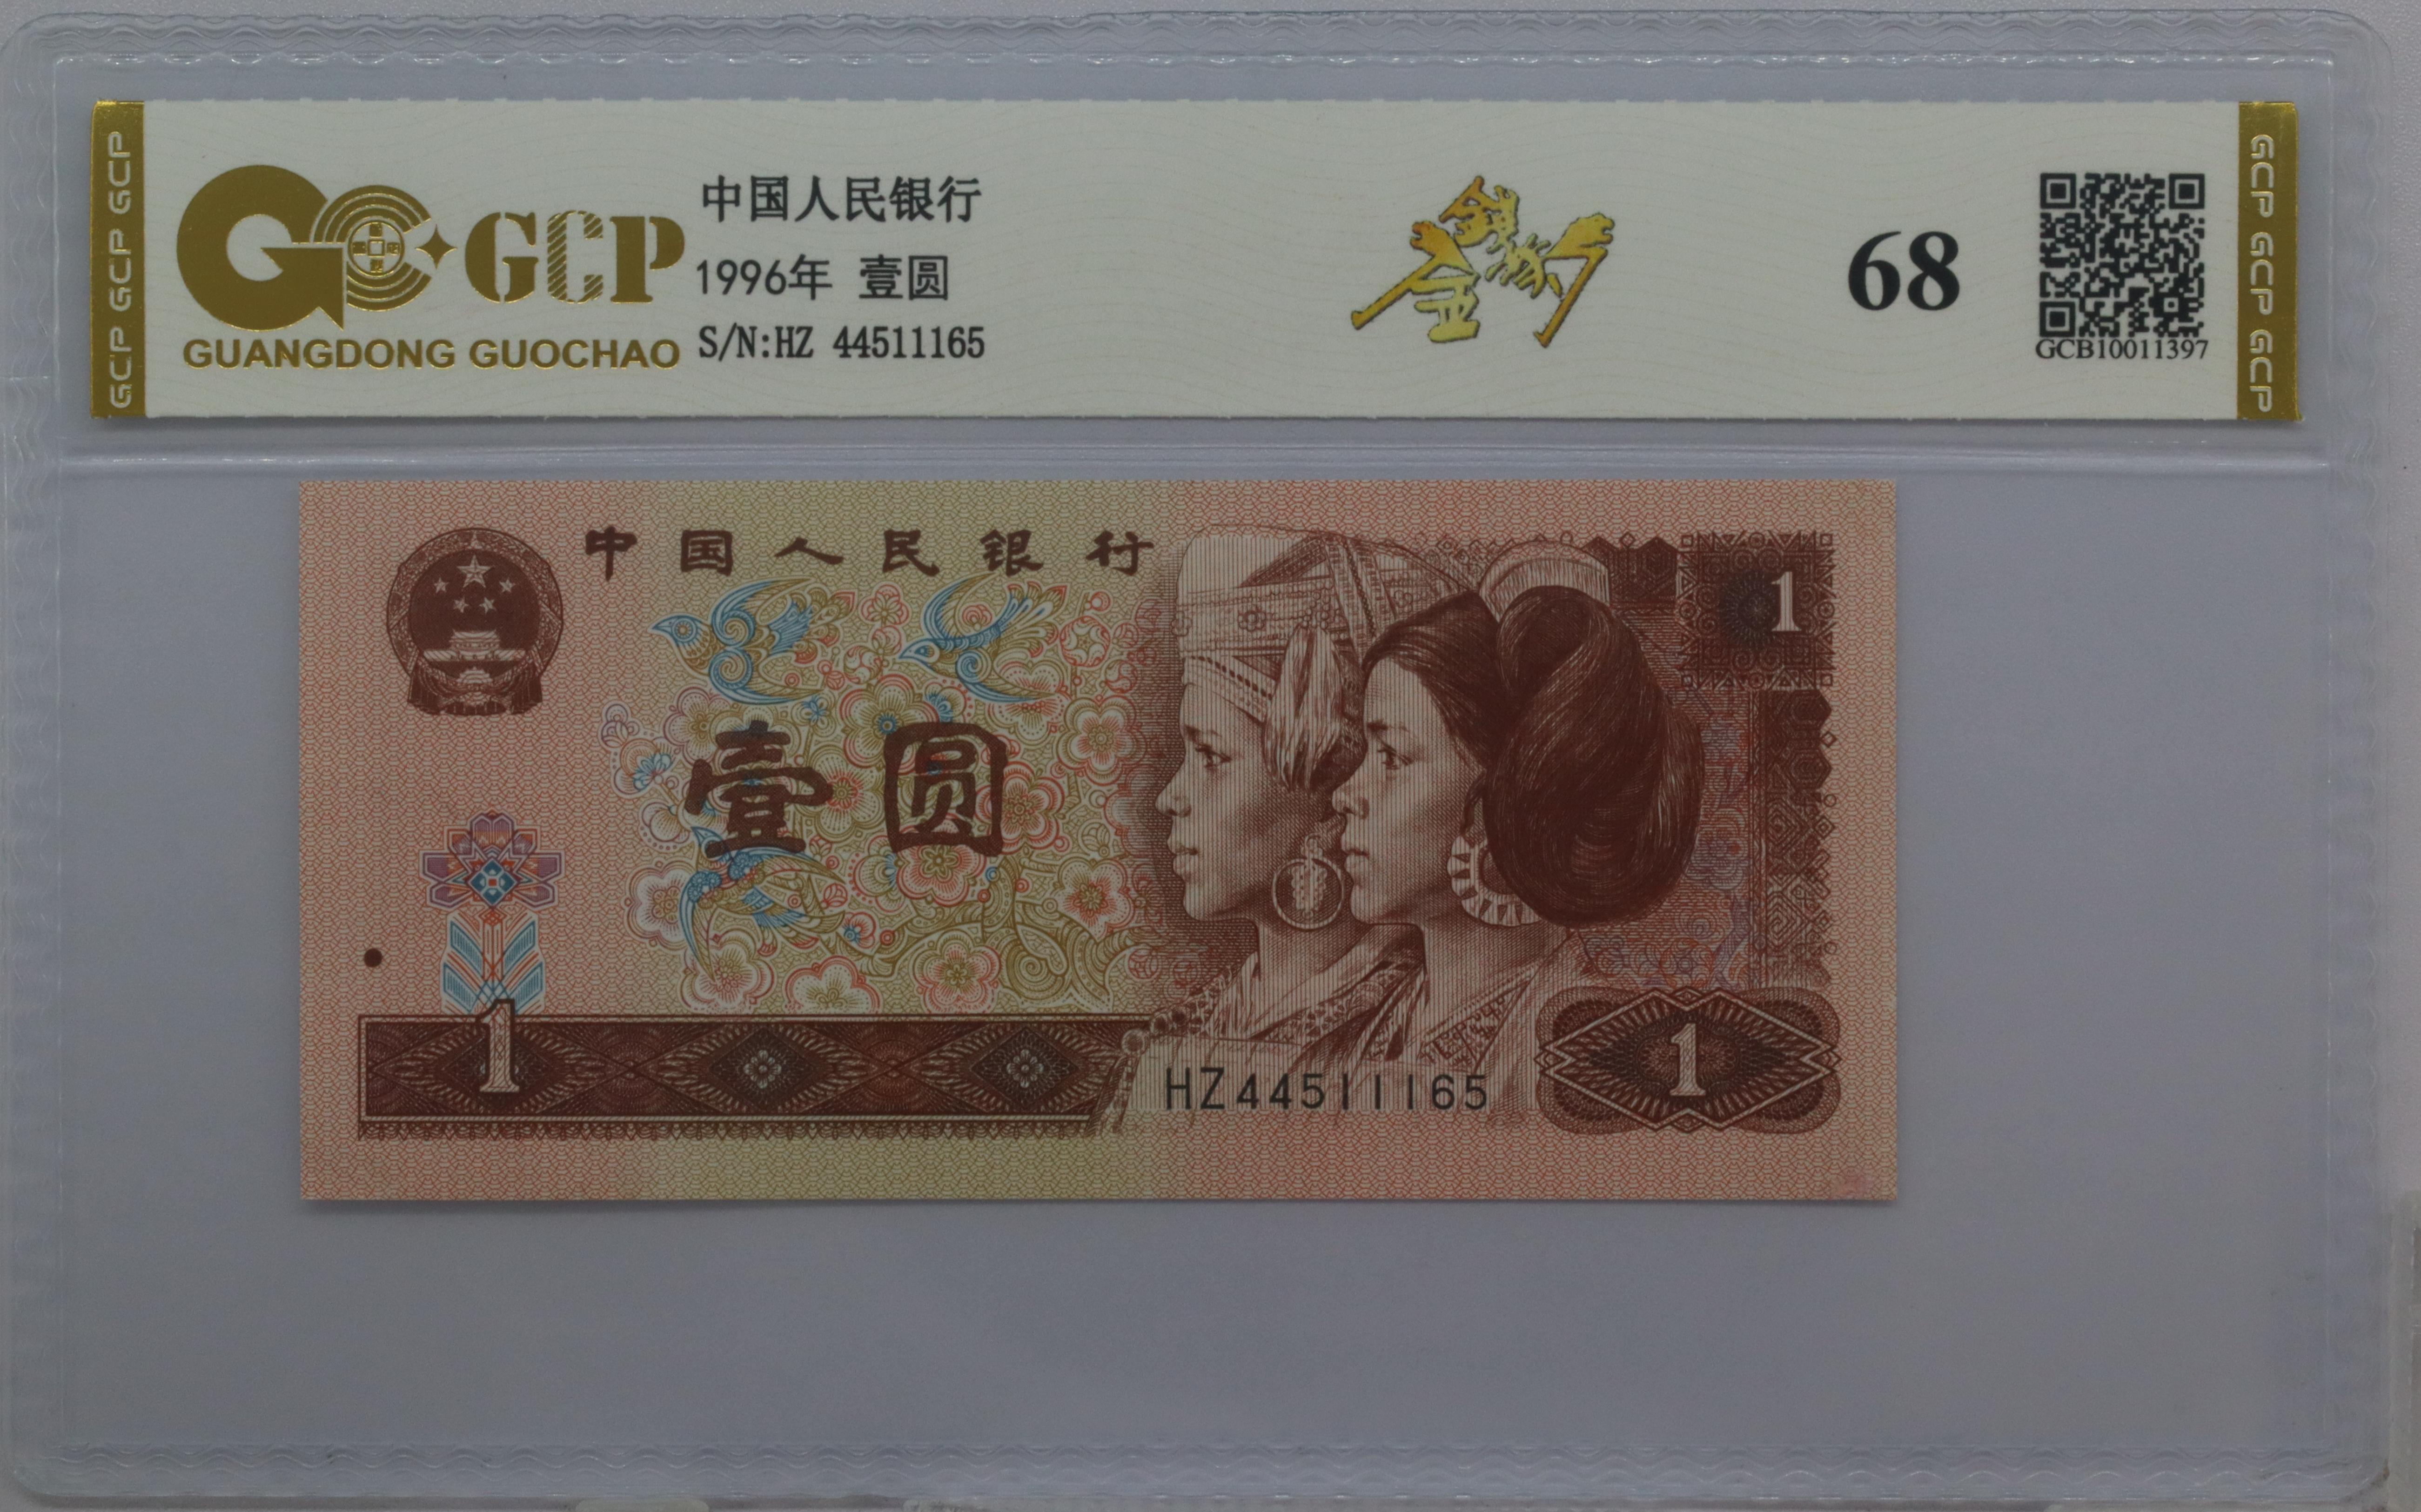 GCP GCP GCP
GCP
GUANGDONG GUOCHAO
中国人民银行
1996年 壹圆
S/N:HZ 44511165
68
GCB10011397
GCP GCP GCP
中国人民银行
1
壹圆
1
HZ44511165
1